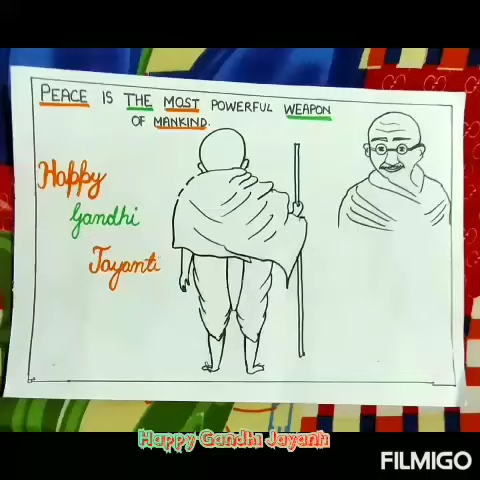 PEACE IS THE MOST POWERFUL WEAPON
OF MANKIND.
Happy
Gandhi
Jayanti
Happy Gandhi Jayanti
FILMIGO